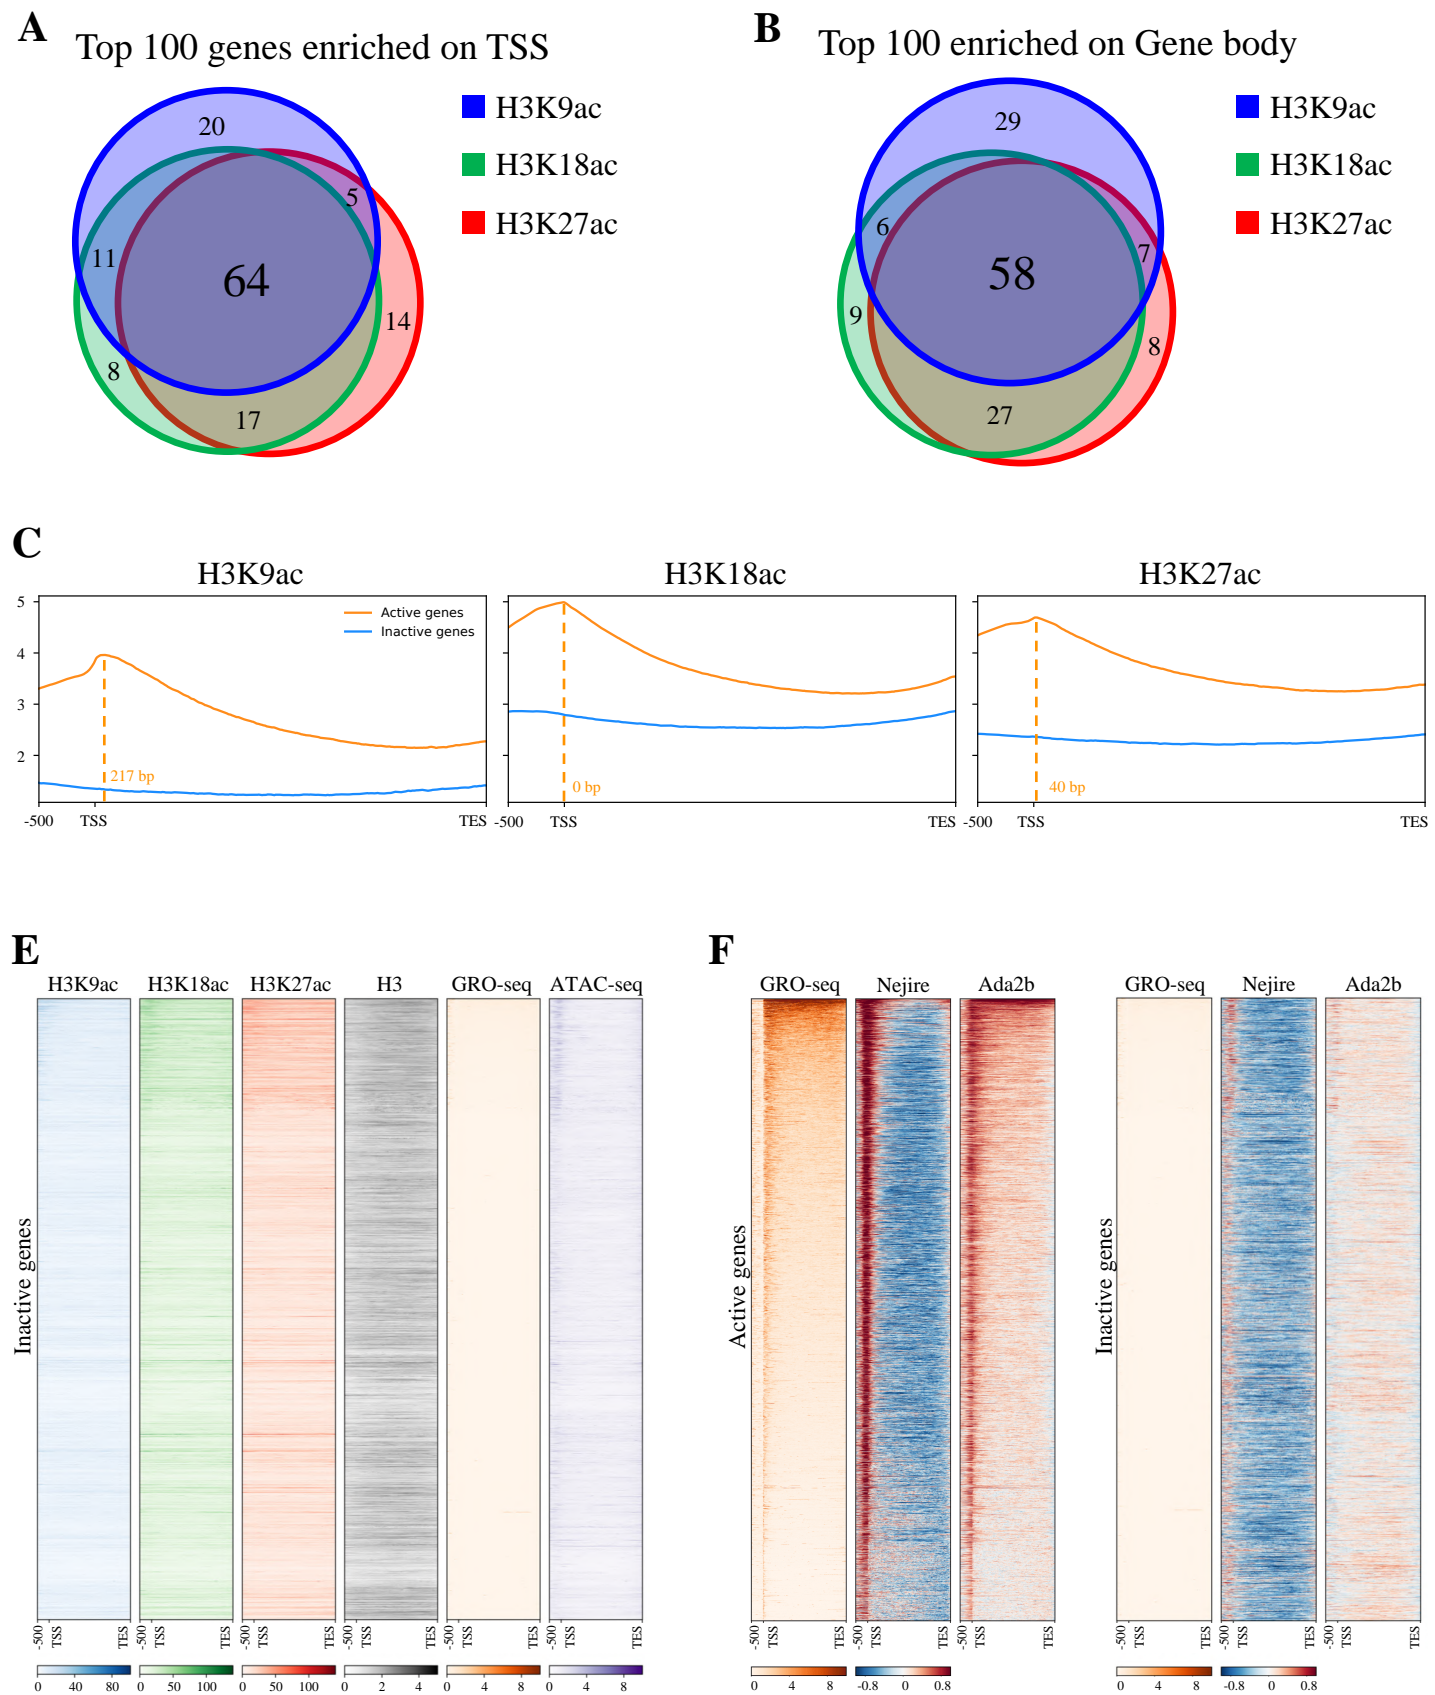 A
Top 100 genes enriched on TSS
H3K9ac
H3K18ac
H3K27ac
20
5
11
64
14
8
17
B
Top 100 enriched on Gene body
H3K9ac
H3K18ac
H3K27ac
29
6
7
58
9
8
27
C
H3K9ac
H3K18ac
H3K27ac
5
4
3
2
Active genes
Inactive genes
217 bp
0 bp
40 bp
-500 TSS TES
-500 TSS TES
-500 TSS TES
E
H3K9ac H3K18ac H3K27ac H3 GRO-seq ATAC-seq
Inactive genes
-500 TSS TES -500 TSS TES -500 TSS TES -500 TSS TES -500 TSS TES -500 TSS TES
0 40 80 0 50 100 0 50 100 0 2 4 0 4 8 0 4 8
F
GRO-seq Nejire Ada2b
Active genes
-500 TSS TES -500 TSS TES -500 TSS TES
0 4 8 -0.8 0 0.8
GRO-seq Nejire Ada2b
Inactive genes
-500 TSS TES -500 TSS TES -500 TSS TES
0 4 8 -0.8 0 0.8